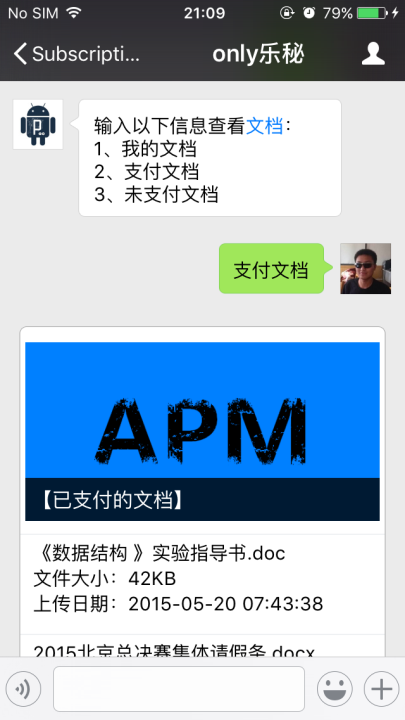 No SIM 21:09 79%
Subscripti... only乐秘
输入以下信息查看文档：
1、我的文档
2、支付文档
3、未支付文档
支付文档
APM
【已支付的文档】
《数据结构 》实验指导书.doc
文件大小：42KB
上传日期：2015-05-20 07:43:38
2015北京总决赛集体请假条.docx